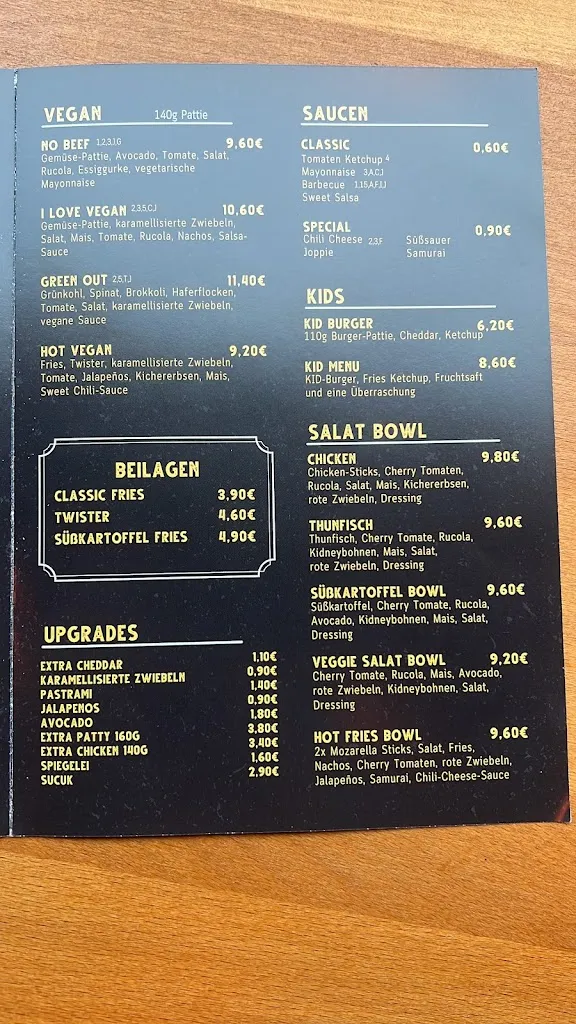 VEGAN 140g Pattie
NO BEEF 1,2,3,1,G 9,60€
Gemüse-Pattie, Avocado, Tomate, Salat,
Rucola, Essiggurke, vegetarische
Mayonnaise
I LOVE VEGAN 2,3,5,C,J 10,60€
Gemüse-Pattie, karamellisierte Zwiebeln,
Salat, Mais, Tomate, Rucola, Nachos, Salsa-
Sauce
GREEN OUT 2,5,T,J 11,40€
Grünkohl, Spinat, Brokkoli, Haferflocken,
Tomate, Salat, karamellisierte Zwiebeln,
vegane Sauce
HOT VEGAN 9,20€
Fries, Twister, karamellisierte Zwiebeln,
Tomate, Jalapeños, Kichererbsen, Mais,
Sweet Chili-Sauce
BEILAGEN
CLASSIC FRIES 3,90€
TWISTER 4,60€
SÜßKARTOFFEL FRIES 4,90€
UPGRADES
EXTRA CHEDDAR 1,10€
KARAMELLISIERTE ZWIEBELN 0,90€
PASTRAMI 1,40€
JALAPENOS 0,90€
AVOCADO 1,80€
EXTRA PATTY 160G 3,80€
EXTRA CHICKEN 140G 3,40€
SPIEGELEI 1,60€
SUCUK 2,90€
SAUCEN
CLASSIC 0,60€
Tomaten Ketchup 4
Mayonnaise 3,A,C,J
Barbecue 1,15,A,F,I,J
Sweet Salsa
SPECIAL 0,90€
Chili Cheese 2,3,F Süßsauer
Joppie Samurai
KIDS
KID BURGER 6,20€
110g Burger-Pattie, Cheddar, Ketchup
KID MENU 8,60€
KID-Burger, Fries Ketchup, Fruchtsaft
und eine Überraschung
SALAT BOWL
CHICKEN 9,80€
Chicken-Sticks, Cherry Tomaten,
Rucola, Salat, Mais, Kichererbsen,
rote Zwiebeln, Dressing
THUNFISCH 9,60€
Thunfisch, Cherry Tomate, Rucola,
Kidneybohnen, Mais, Salat,
rote Zwiebeln, Dressing
SÜßKARTOFFEL BOWL 9,60€
Süßkartoffel, Cherry Tomate, Rucola,
Avocado, Kidneybohnen, Mais, Salat,
Dressing
VEGGIE SALAT BOWL 9,20€
Cherry Tomate, Rucola, Mais, Avocado,
rote Zwiebeln, Kidneybohnen, Salat,
Dressing
HOT FRIES BOWL 9,60€
2x Mozarella Sticks, Salat, Fries,
Nachos, Cherry Tomaten, rote Zwiebeln,
Jalapeños, Samurai, Chili-Cheese-Sauce